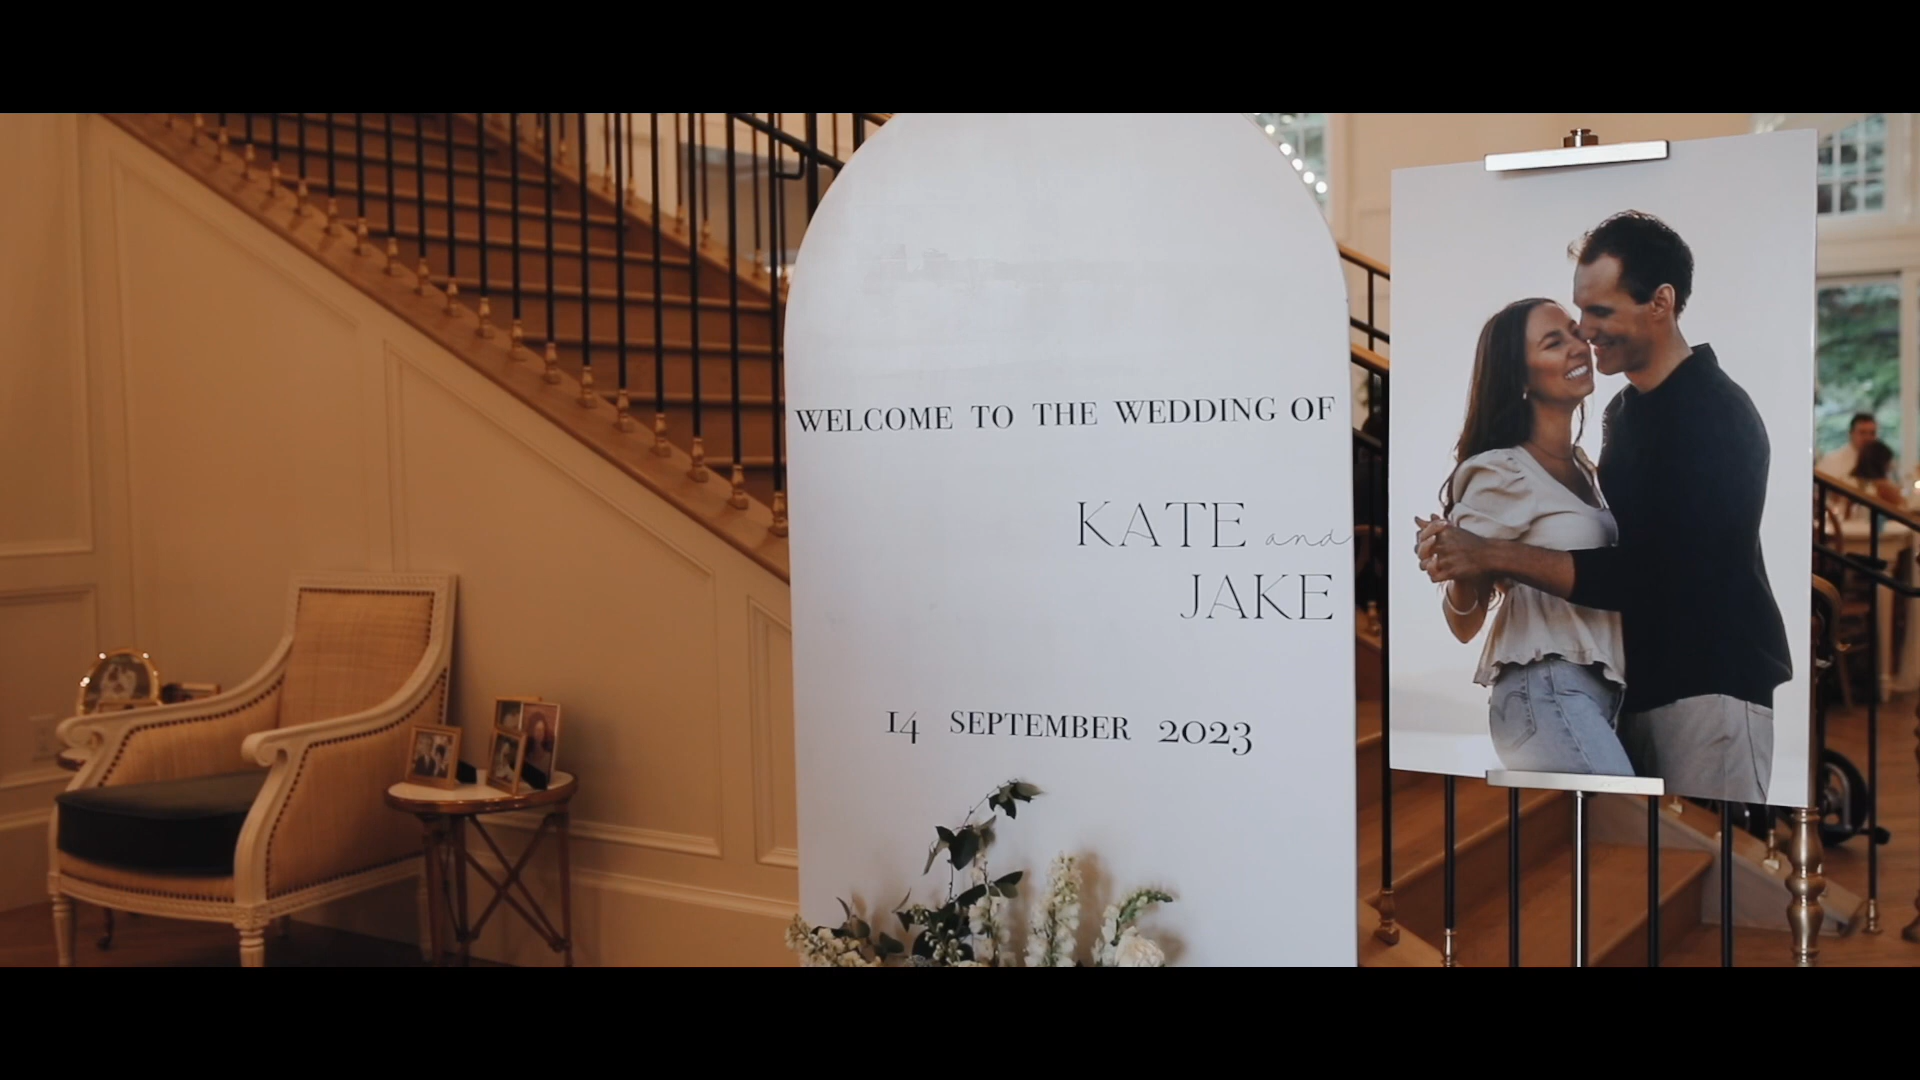 WELCOME TO THE WEDDING OF
KATE and
JAKE
14 SEPTEMBER 2023